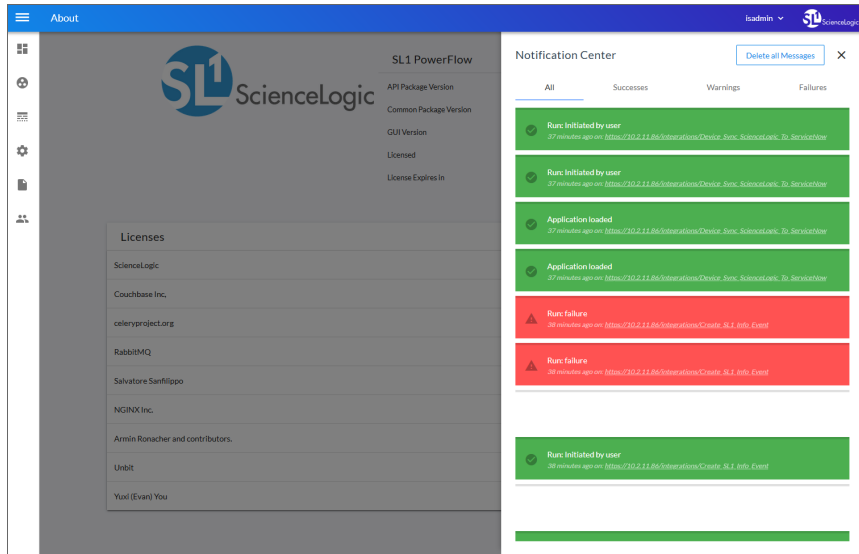 About
isadmin
SL1 ScienceLogic
SL1 ScienceLogic
SL1 PowerFlow
API Package Version
Common Package Version
GUI Version
Licensed
License Expires in
Licenses
ScienceLogic
Couchbase Inc,
celeryproject.org
RabbitMQ
Salvatore Sanfilippo
NGINX Inc.
Armin Ronacher and contributors.
Unbit
Yuxi (Evan) You
Notification Center
Delete all Messages
All Successes Warnings Failures
Run: Initiated by user
37 minutes ago on: https://10.2.11.86/integrations/Device_Sync_ScienceLogic_To_ServiceNow
Run: Initiated by user
37 minutes ago on: https://10.2.11.86/integrations/Device_Sync_ScienceLogic_To_ServiceNow
Application loaded
37 minutes ago on: https://10.2.11.86/integrations/Device_Sync_ScienceLogic_To_ServiceNow
Application loaded
37 minutes ago on: https://10.2.11.86/integrations/Device_Sync_ScienceLogic_To_ServiceNow
Run: failure
38 minutes ago on: https://10.2.11.86/integrations/Create_SL1_Info_Event
Run: failure
38 minutes ago on: https://10.2.11.86/integrations/Create_SL1_Info_Event
Run: Initiated by user
38 minutes ago on: https://10.2.11.86/integrations/Create_SL1_Info_Event